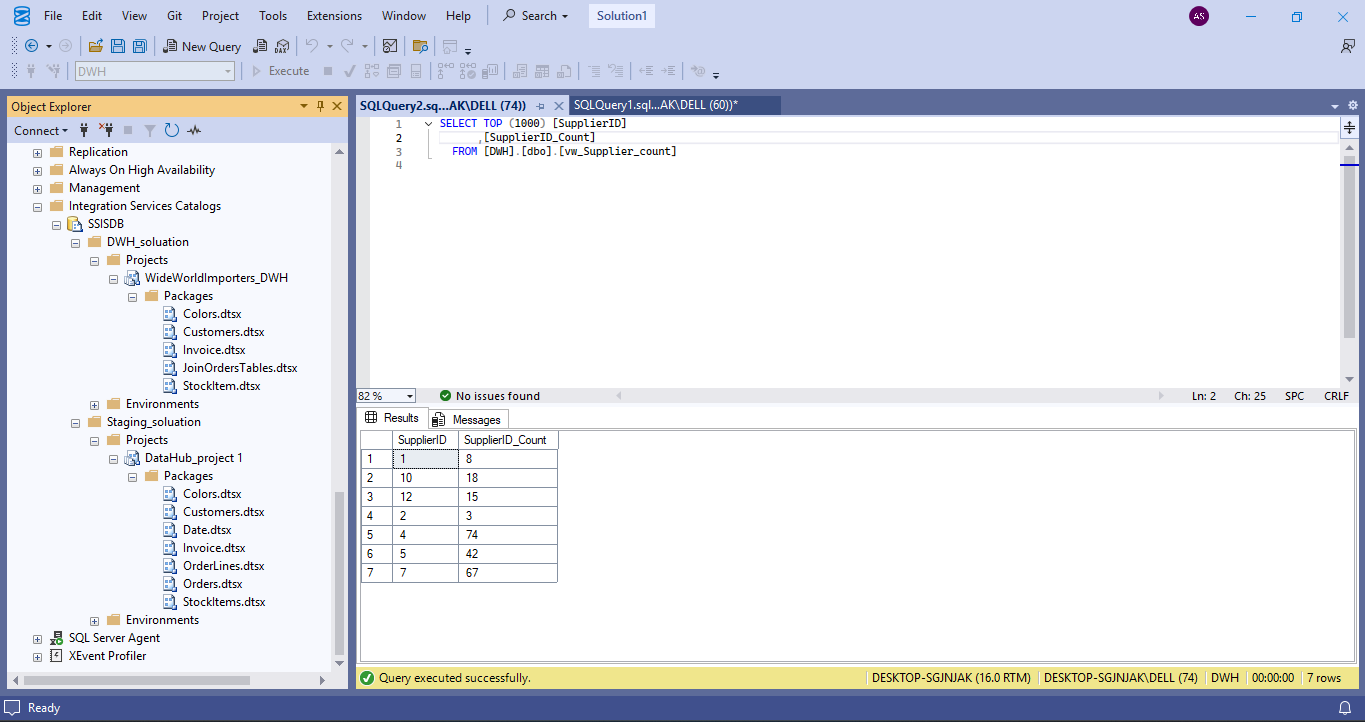 File Edit View Git Project Tools Extensions Window Help Search Solution1 AS
New Query DAX
DWH Execute
Object Explorer
Connect
Replication
Always On High Availability
Management
Integration Services Catalogs
SSISDB
DWH_soluation
Projects
WideWorldImporters_DWH
Packages
Colors.dtsx
Customers.dtsx
Invoice.dtsx
JoinOrdersTables.dtsx
StockItem.dtsx
Environments
Staging_soluation
Projects
DataHub_project 1
Packages
Colors.dtsx
Customers.dtsx
Date.dtsx
Invoice.dtsx
OrderLines.dtsx
Orders.dtsx
StockItems.dtsx
Environments
SQL Server Agent
XEvent Profiler
SQLQuery2.sq...AK\DELL (74)) SQLQuery1.sql...AK\DELL (60))*
1 SELECT TOP (1000) [SupplierID]
2 ,[SupplierID_Count]
3 FROM [DWH].[dbo].[vw_Supplier_count]
4
82 % No issues found Ln: 2 Ch: 25 SPC CRLF
Results Messages
SupplierID SupplierID_Count
1 1 8
2 10 18
3 12 15
4 2 3
5 4 74
6 5 42
7 7 67
Query executed successfully. DESKTOP-SGJNJAK (16.0 RTM) DESKTOP-SGJNJAK\DELL (74) DWH 00:00:00 7 rows
Ready